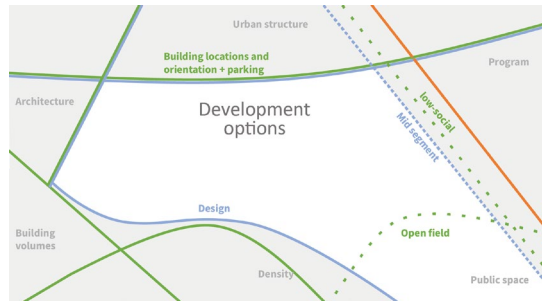 Urban structure
Building locations and
orientation + parking
Program
Architecture
Development
options
low-social
Mid segment
Design
Building
volumes
Open field
Density
Public space